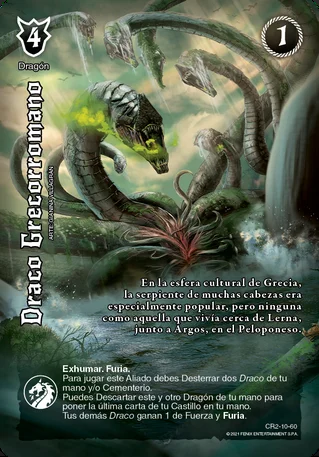 4
1
Dragón
Draco Grecorromano
ARTE: GIANINA VILLAGRÁN
En la esfera cultural de Grecia,
la serpiente de muchas cabezas era
especialmente popular, pero ninguna
como aquella que vivía cerca de Lerna,
junto a Argos, en el Peloponeso.
Exhumar. Furia.
Para jugar este Aliado debes Desterrar dos Draco de tu
mano y/o Cementerio.
Puedes Descartar este y otro Dragón de tu mano para
poner la última carta de tu Castillo en tu mano.
Tus demás Draco ganan 1 de Fuerza y Furia.
CR2-10-60
© 2021 FENIX ENTERTAINMENT S.P.A.